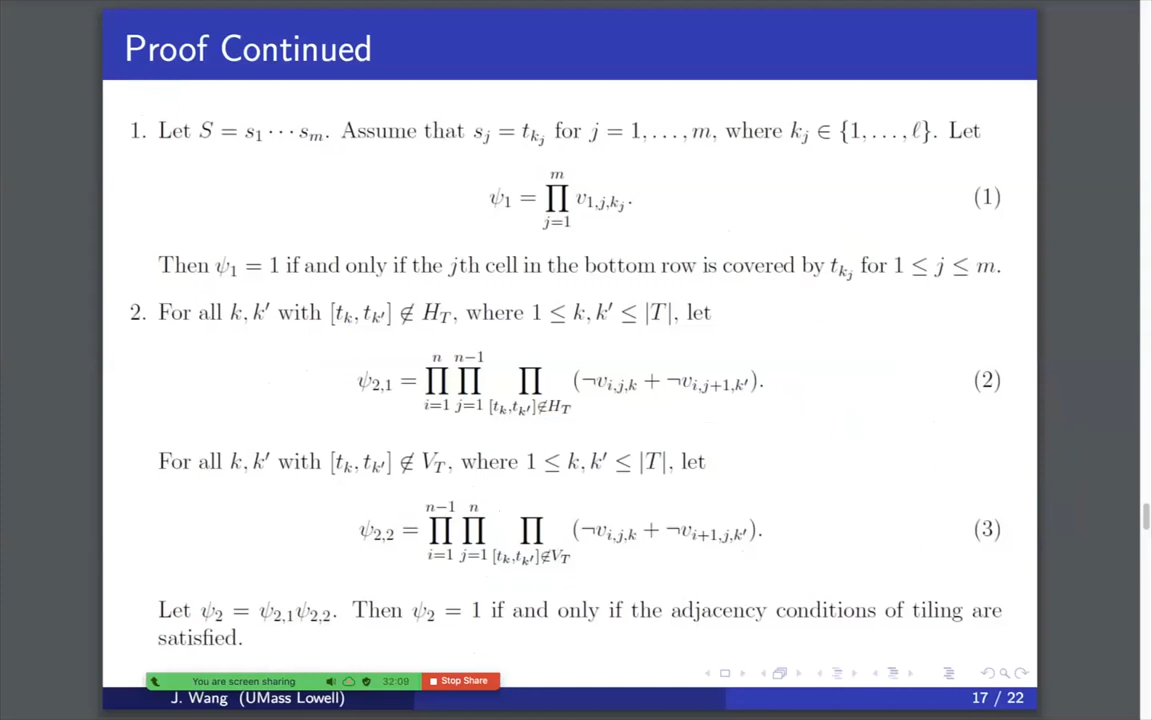 Proof Continued
1. Let S = s₁ ⋯ sₘ. Assume that s_j = t_{k_j} for j = 1, . . . , m, where k_j ∈ {1, . . . , ℓ}. Let
ψ₁ = ∏_{j=1}^{m} v_{1,j,k_j}. (1)
Then ψ₁ = 1 if and only if the jth cell in the bottom row is covered by t_{k_j} for 1 ≤ j ≤ m.
2. For all k, k′ with [t_k, t_{k′}] ∉ H_T, where 1 ≤ k, k′ ≤ |T|, let
ψ_{2,1} = ∏_{i=1}^{n} ∏_{j=1}^{n−1} ∏_{[t_k,t_{k′}]∉H_T} (¬v_{i,j,k} + ¬v_{i,j+1,k′}). (2)
For all k, k′ with [t_k, t_{k′}] ∉ V_T, where 1 ≤ k, k′ ≤ |T|, let
ψ_{2,2} = ∏_{i=1}^{n−1} ∏_{j=1}^{n} ∏_{[t_k,t_{k′}]∉V_T} (¬v_{i,j,k} + ¬v_{i+1,j,k′}). (3)
Let ψ₂ = ψ_{2,1}ψ_{2,2}. Then ψ₂ = 1 if and only if the adjacency conditions of tiling are
satisfied.
You are screen sharing 32:09 Stop Share
J. Wang (UMass Lowell) 17 / 22